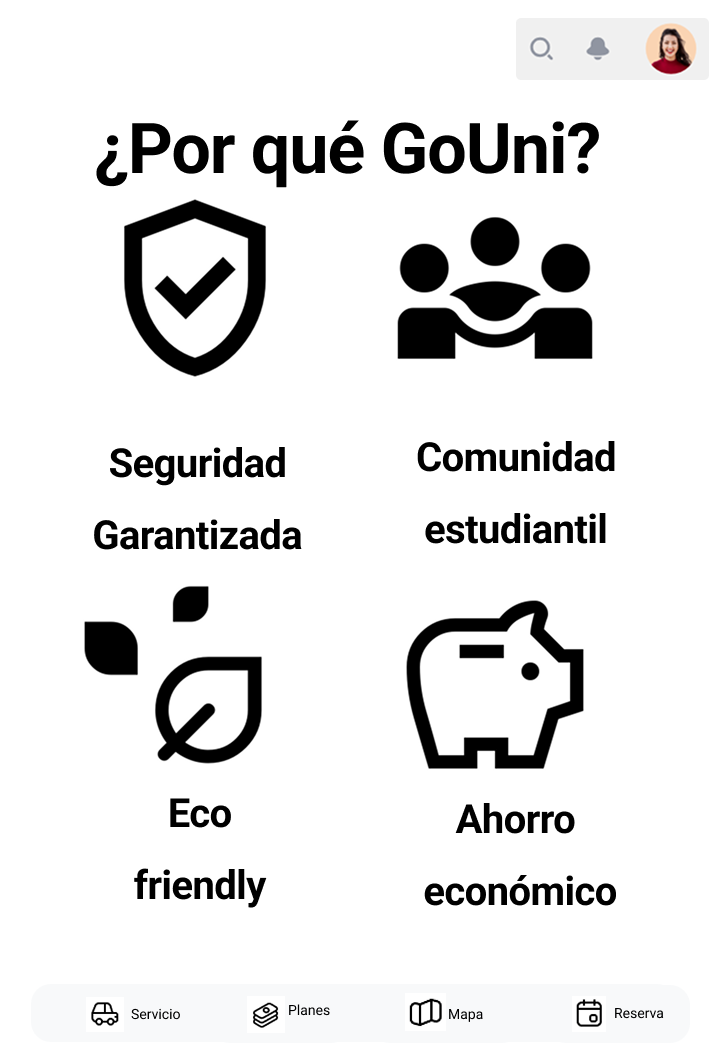 ¿Por qué GoUni?
Seguridad
Garantizada
Comunidad
estudiantil
Eco
friendly
Ahorro
económico
Servicio
Planes
Mapa
Reserva